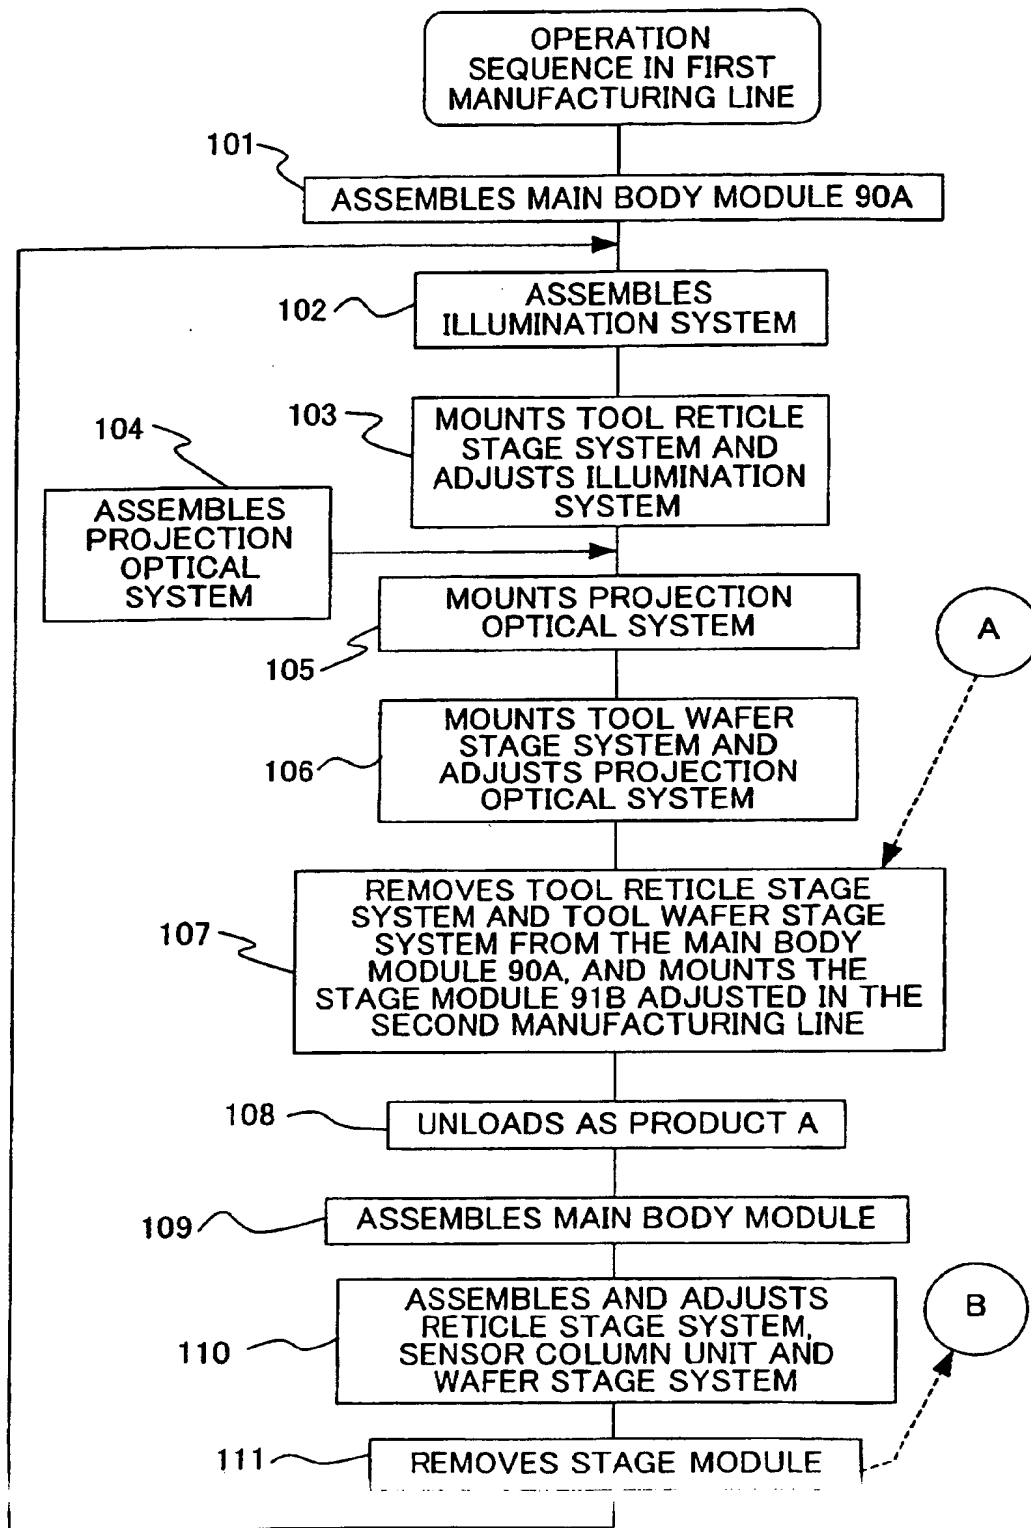 OPERATION
SEQUENCE IN FIRST
MANUFACTURING LINE
101
ASSEMBLES MAIN BODY MODULE 90A
102
ASSEMBLES
ILLUMINATION SYSTEM
103
MOUNTS TOOL RETICLE
STAGE SYSTEM AND
ADJUSTS ILLUMINATION
SYSTEM
104
ASSEMBLES
PROJECTION
OPTICAL
SYSTEM
105
MOUNTS PROJECTION
OPTICAL SYSTEM
A
106
MOUNTS TOOL WAFER
STAGE SYSTEM AND
ADJUSTS PROJECTION
OPTICAL SYSTEM
107
REMOVES TOOL RETICLE STAGE
SYSTEM AND TOOL WAFER STAGE
SYSTEM FROM THE MAIN BODY
MODULE 90A, AND MOUNTS THE
STAGE MODULE 91B ADJUSTED IN THE
SECOND MANUFACTURING LINE
108
UNLOADS AS PRODUCT A
109
ASSEMBLES MAIN BODY MODULE
110
ASSEMBLES AND ADJUSTS
RETICLE STAGE SYSTEM,
SENSOR COLUMN UNIT AND
WAFER STAGE SYSTEM
B
111
REMOVES STAGE MODULE